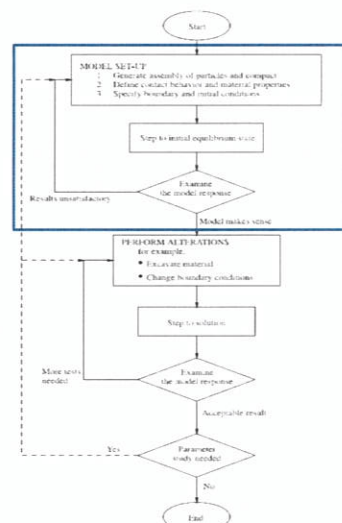 Start
MODEL SET-UP
1 Generate assembly of particles and compact
2 Define contact behavior and material properties
3 Specify boundary and initial conditions
Step to initial equilibrium state
Examine
the model response
Results unsatisfactory
Model makes sense
PERFORM ALTERATIONS
for example,
• Excavate material
• Change boundary conditions
Step to solution
More tests
needed
Examine
the model response
Acceptable result
Yes
Parameter
study needed
No
End